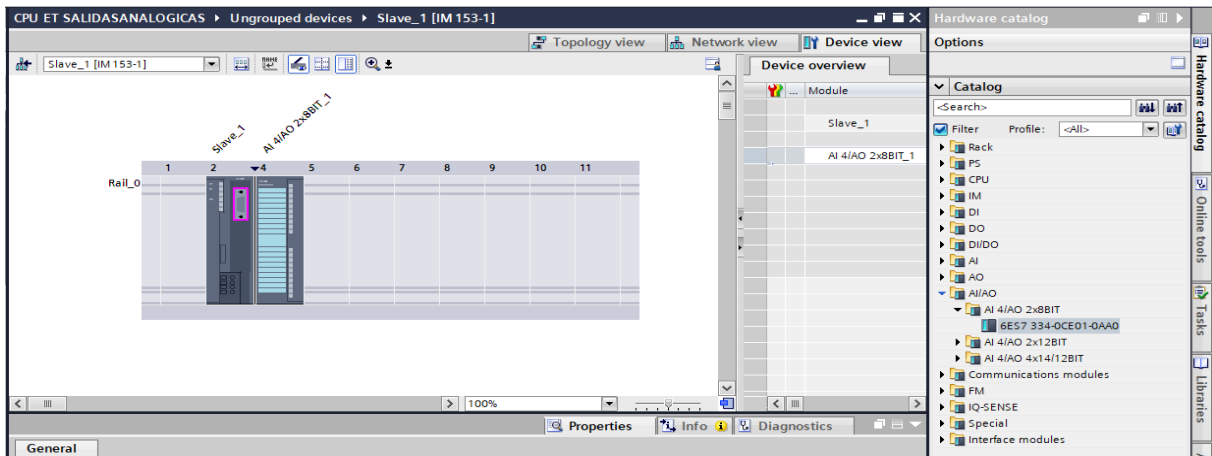 CPU ET SALIDASANALOGICAS ▸ Ungrouped devices ▸ Slave_1 [IM 153-1]
Topology view
Network view
Device view
Slave_1 [IM 153-1]
Slave_1
AI 4/AO 2x8BIT_1
1 2 4 5 6 7 8 9 10 11
Rail_0
100%
Device overview
... Module
Slave_1
AI 4/AO 2x8BIT_1
Properties
Info
Diagnostics
General
Hardware catalog
Options
Catalog
<Search>
Filter Profile: <All>
Rack
PS
CPU
IM
DI
DO
DI/DO
AI
AO
AI/AO
AI 4/AO 2x8BIT
6ES7 334-0CE01-0AA0
AI 4/AO 2x12BIT
AI 4/AO 4x14/12BIT
Communications modules
FM
IQ-SENSE
Special
Interface modules
Hardware catalog
Online tools
Tasks
Libraries